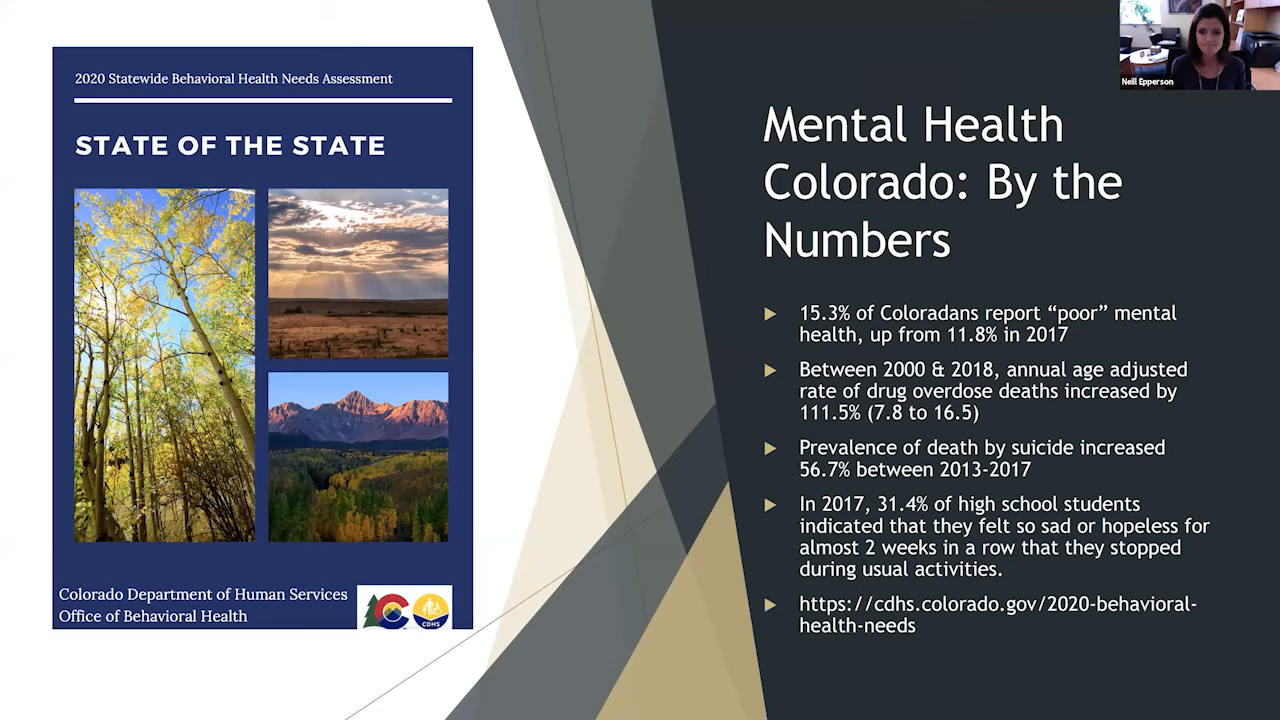 2020 Statewide Behavioral Health Needs Assessment
STATE OF THE STATE
Colorado Department of Human Services
Office of Behavioral Health
C
CDHS
Neill Epperson
Mental Health
Colorado: By the
Numbers
15.3% of Coloradans report “poor” mental
health, up from 11.8% in 2017
Between 2000 & 2018, annual age adjusted
rate of drug overdose deaths increased by
111.5% (7.8 to 16.5)
Prevalence of death by suicide increased
56.7% between 2013-2017
In 2017, 31.4% of high school students
indicated that they felt so sad or hopeless for
almost 2 weeks in a row that they stopped
during usual activities.
https://cdhs.colorado.gov/2020-behavioral-
health-needs